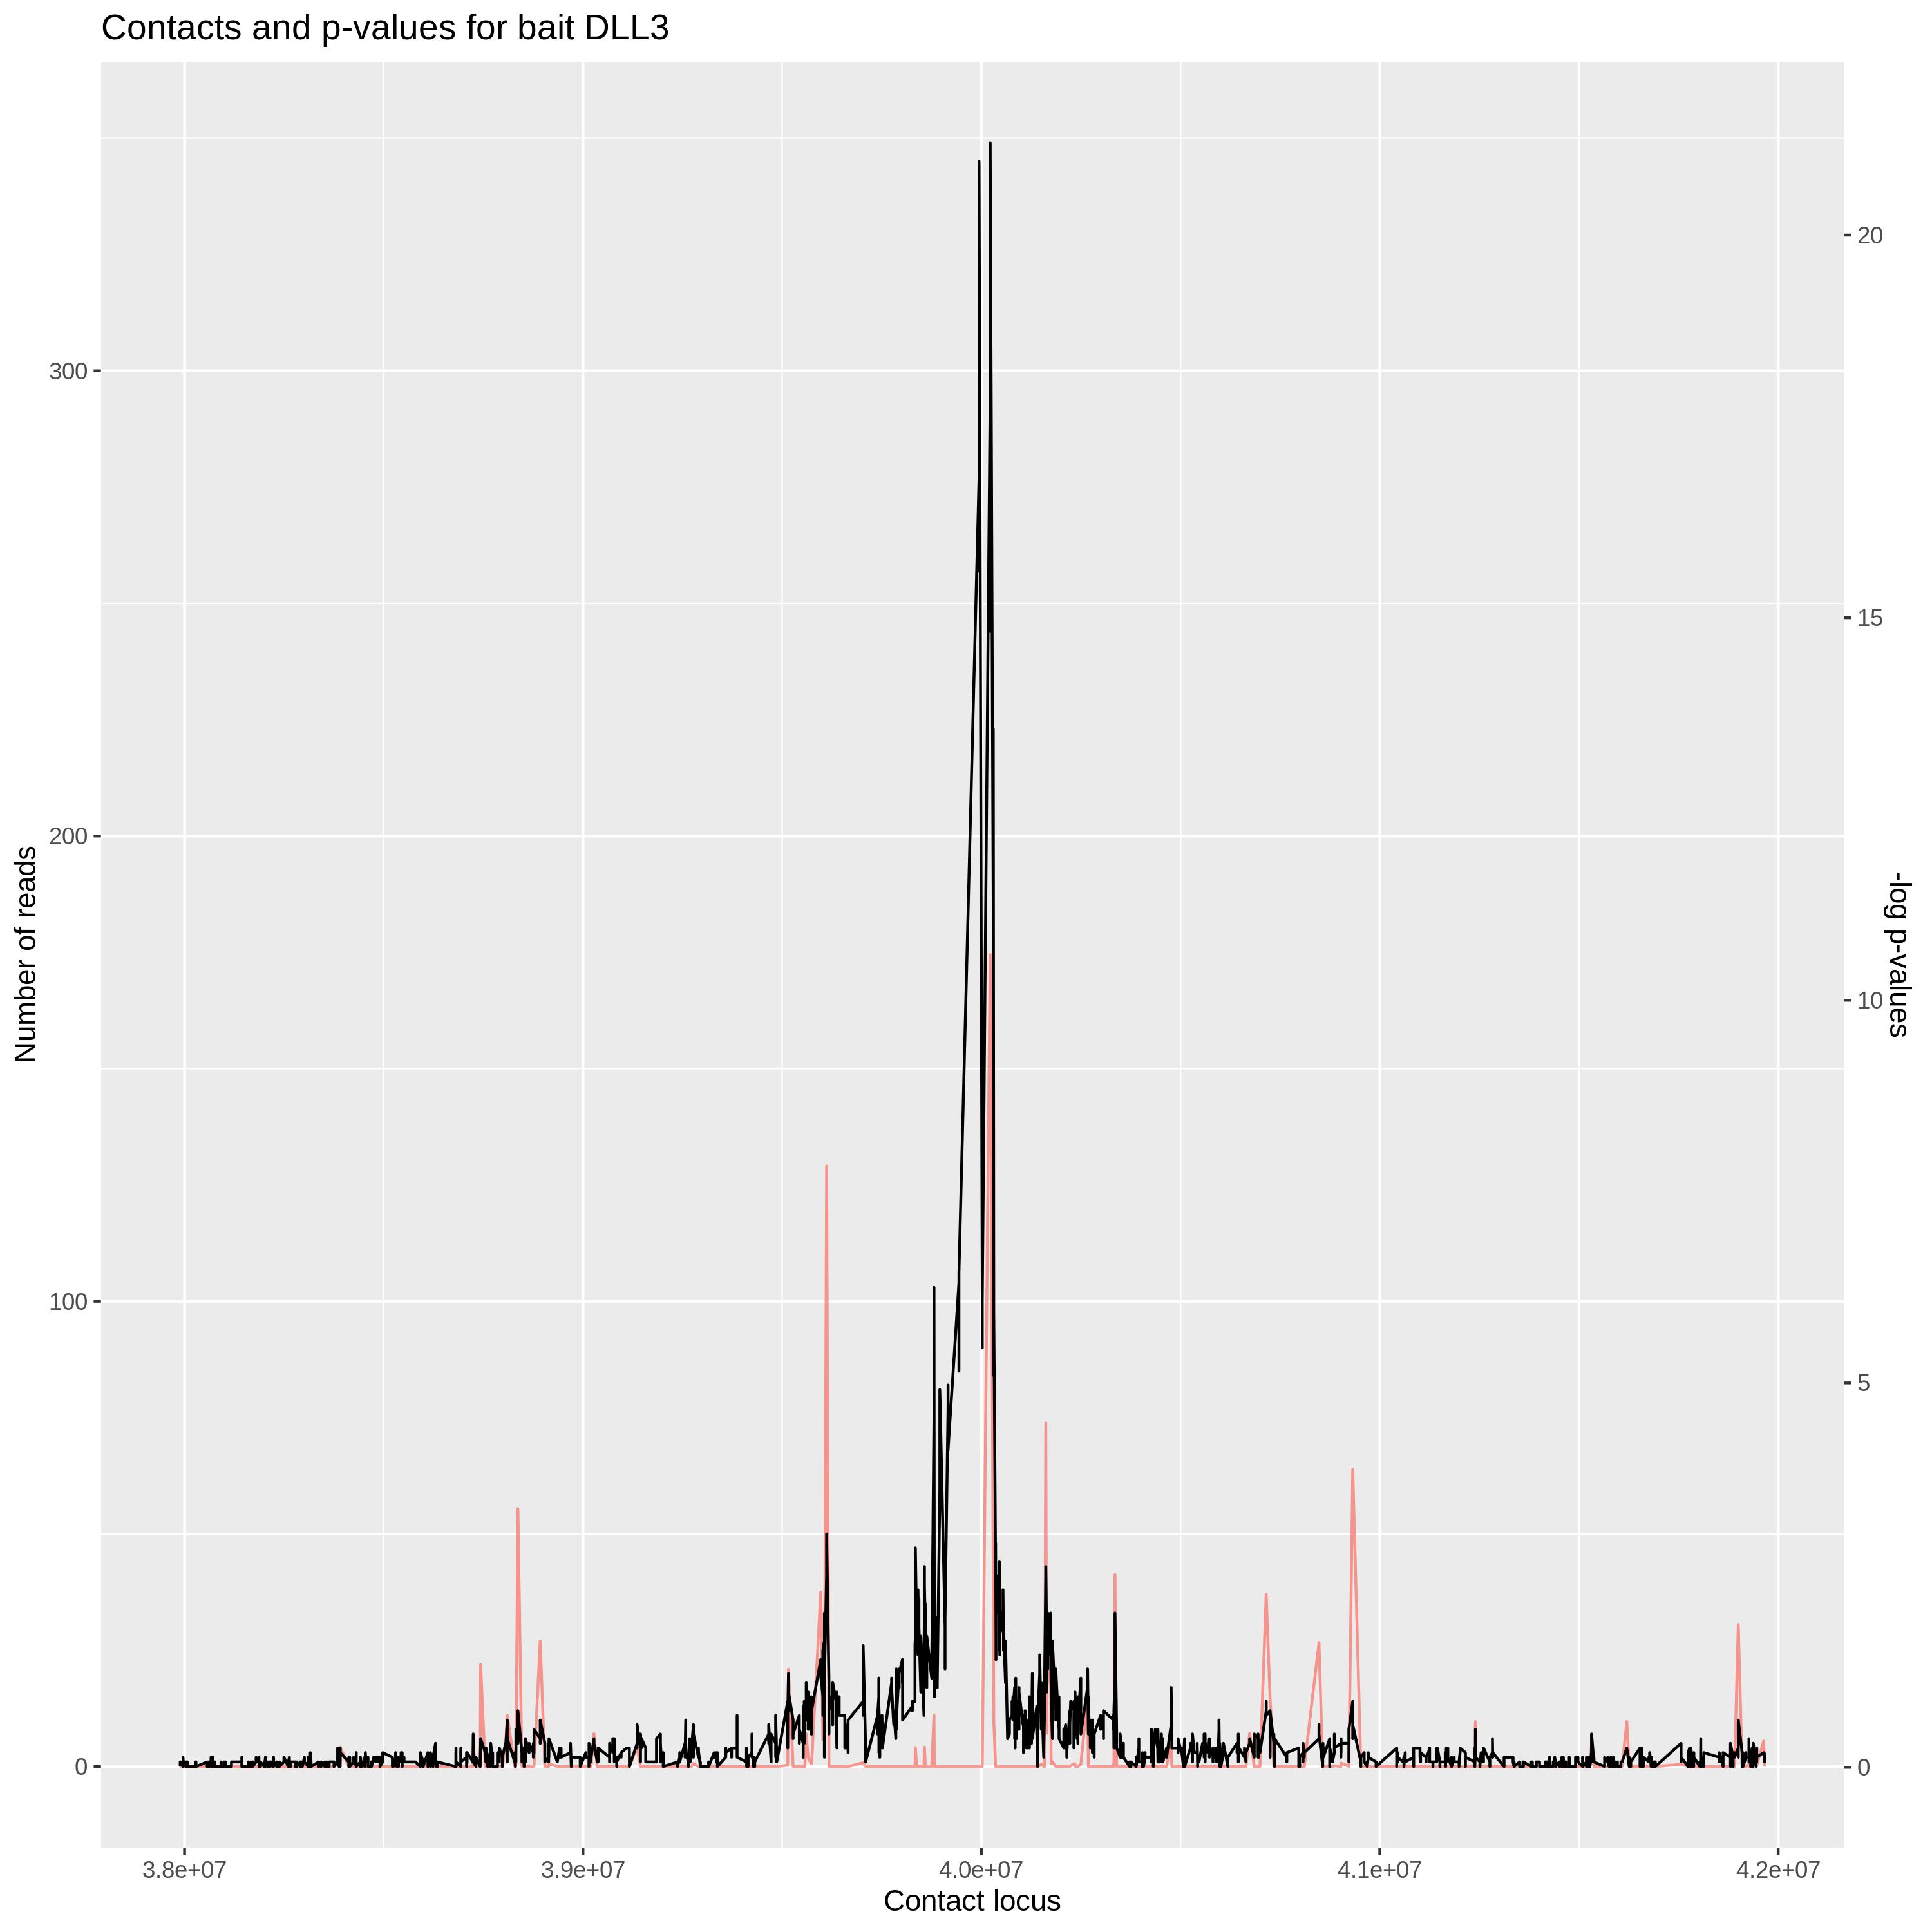 Contacts and p-values for bait DLL3
Number of reads
300
200
100
0
20
15
10
5
0
-log p-values
3.8e+07 3.9e+07 4.0e+07 4.1e+07 4.2e+07
Contact locus